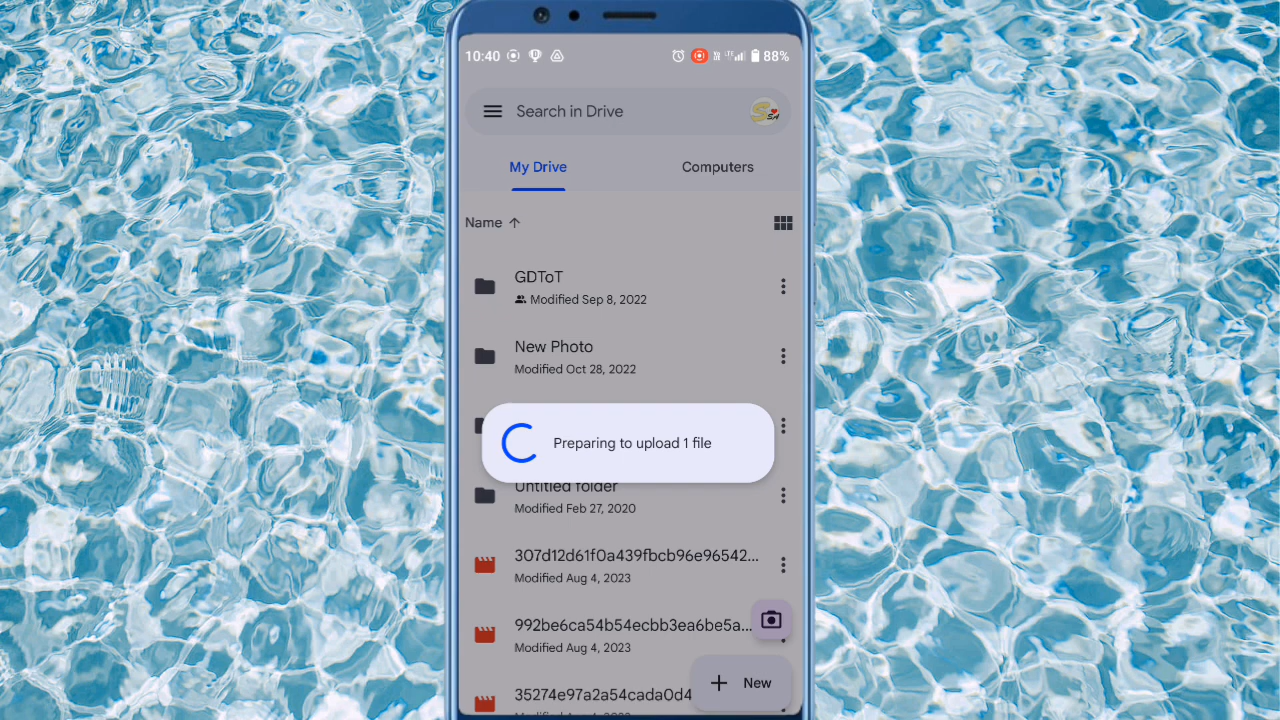 10:40
88%
Search in Drive
My Drive
Computers
Name
GDToT
Modified Sep 8, 2022
New Photo
Modified Oct 28, 2022
Preparing to upload 1 file
Untitled folder
Modified Feb 27, 2020
307d12d61f0a439fbcb96e96542...
Modified Aug 4, 2023
992be6ca54b54ecbb3ea6be5a...
Modified Aug 4, 2023
35274e97a2a54cada0d4
New